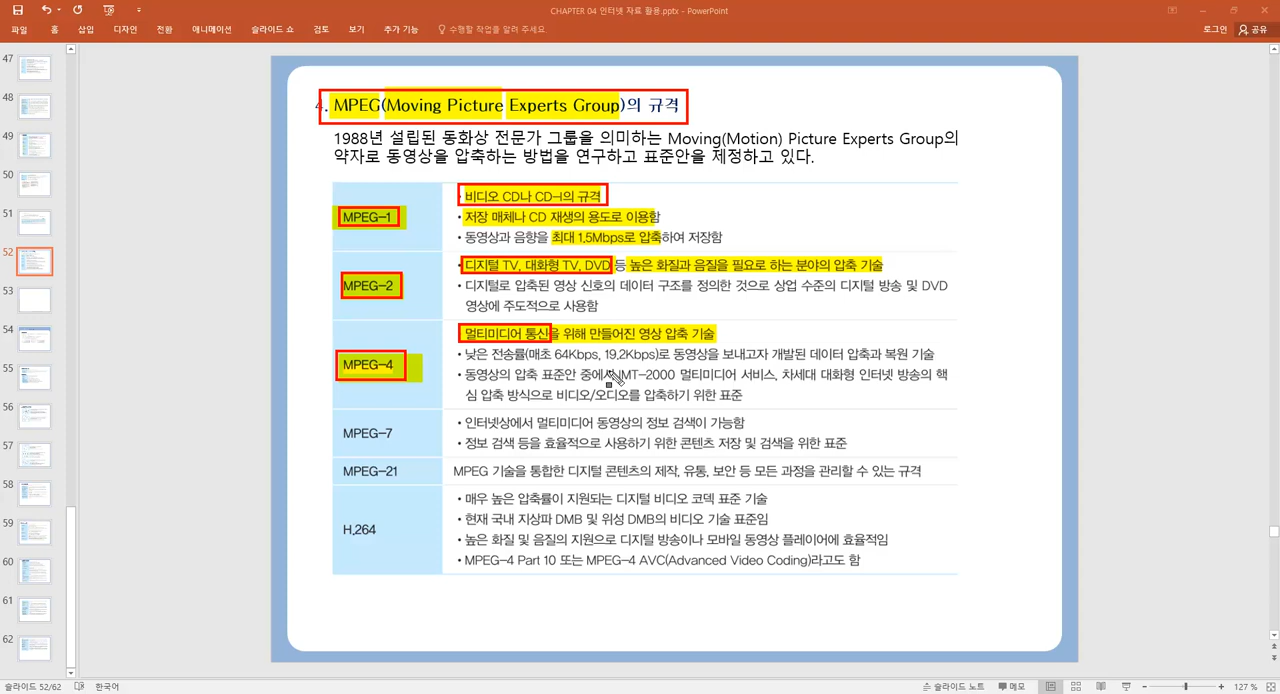 CHAPTER 04 인터넷 자료 활용.pptx - PowerPoint
파일 홈 삽입 디자인 전환 애니메이션 슬라이드 쇼 검토 보기 추가 기능 수행할 작업을 알려 주세요. 로그인 공유
47
48
49
50
51
52
53
54
55
56
57
58
59
60
61
62
4. MPEG(Moving Picture Experts Group)의 규격
1988년 설립된 동화상 전문가 그룹을 의미하는 Moving(Motion) Picture Experts Group의
약자로 동영상을 압축하는 방법을 연구하고 표준안을 제정하고 있다.
MPEG-1
• 비디오 CD나 CD-I의 규격
• 저장 매체나 CD 재생의 용도로 이용함
• 동영상과 음향을 최대 1.5Mbps로 압축하여 저장함
MPEG-2
• 디지털 TV, 대화형 TV, DVD 등 높은 화질과 음질을 필요로 하는 분야의 압축 기술
• 디지털로 압축된 영상 신호의 데이터 구조를 정의한 것으로 상업 수준의 디지털 방송 및 DVD
영상에 주도적으로 사용함
MPEG-4
• 멀티미디어 통신을 위해 만들어진 영상 압축 기술
• 낮은 전송률(매초 64Kbps, 19.2Kbps)로 동영상을 보내고자 개발된 데이터 압축과 복원 기술
• 동영상의 압축 표준안 중에서 IMT-2000 멀티미디어 서비스, 차세대 대화형 인터넷 방송의 핵
심 압축 방식으로 비디오/오디오를 압축하기 위한 표준
MPEG-7
• 인터넷상에서 멀티미디어 동영상의 정보 검색이 가능함
• 정보 검색 등을 효율적으로 사용하기 위한 콘텐츠 저장 및 검색을 위한 표준
MPEG-21
MPEG 기술을 통합한 디지털 콘텐츠의 제작, 유통, 보안 등 모든 과정을 관리할 수 있는 규격
H.264
• 매우 높은 압축률이 지원되는 디지털 비디오 코덱 표준 기술
• 현재 국내 지상파 DMB 및 위성 DMB의 비디오 기술 표준임
• 높은 화질 및 음질의 지원으로 디지털 방송이나 모바일 동영상 플레이어에 효율적임
• MPEG-4 Part 10 또는 MPEG-4 AVC(Advanced Video Coding)라고도 함
슬라이드 52/62 한국어 슬라이드 노트 메모 127 %